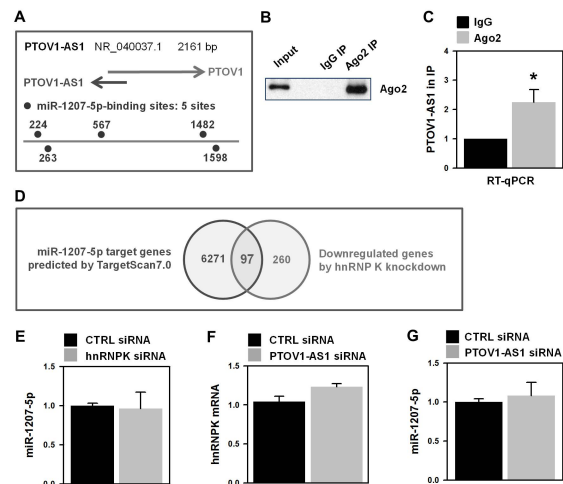 A
PTOV1-AS1 NR_040037.1 2161 bp
PTOV1
PTOV1-AS1
miR-1207-5p-binding sites: 5 sites
224 567 1482
263 1598
B
Input IgG IP Ago2 IP
Ago2
C
IgG
Ago2
PTOV1-AS1 in IP
4
3
2
1
0
*
RT-qPCR
D
miR-1207-5p target genes
predicted by TargetScan7.0
6271 97 260
Downregulated genes
by hnRNP K knockdown
E
CTRL siRNA
hnRNPK siRNA
miR-1207-5p
1.5
1.0
0.5
0.0
F
CTRL siRNA
PTOV1-AS1 siRNA
hnRNPK mRNA
1.5
1.0
0.5
0.0
G
CTRL siRNA
PTOV1-AS1 siRNA
miR-1207-5p
1.5
1.0
0.5
0.0